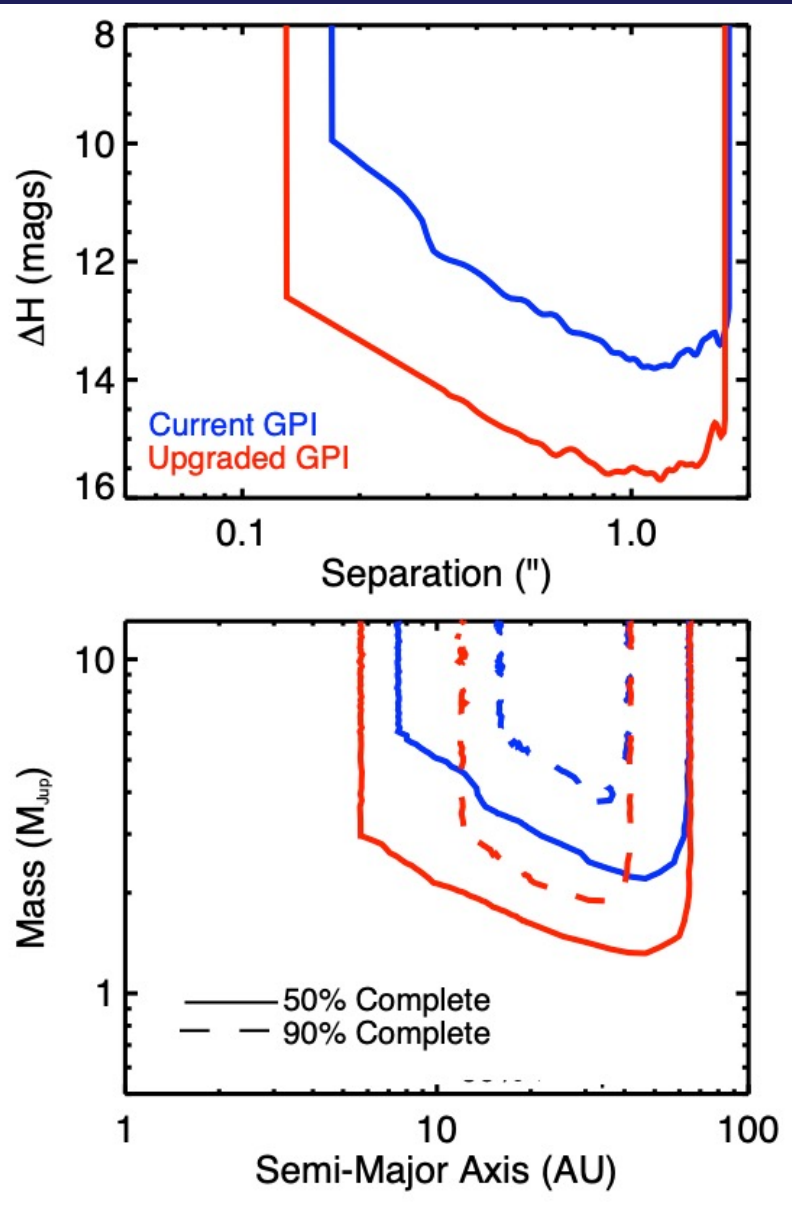 8
10
12
14
16
ΔH (mags)
Current GPI
Upgraded GPI
0.1
1.0
Separation (")
10
1
Mass (M_Jup)
50% Complete
90% Complete
1
10
100
Semi-Major Axis (AU)